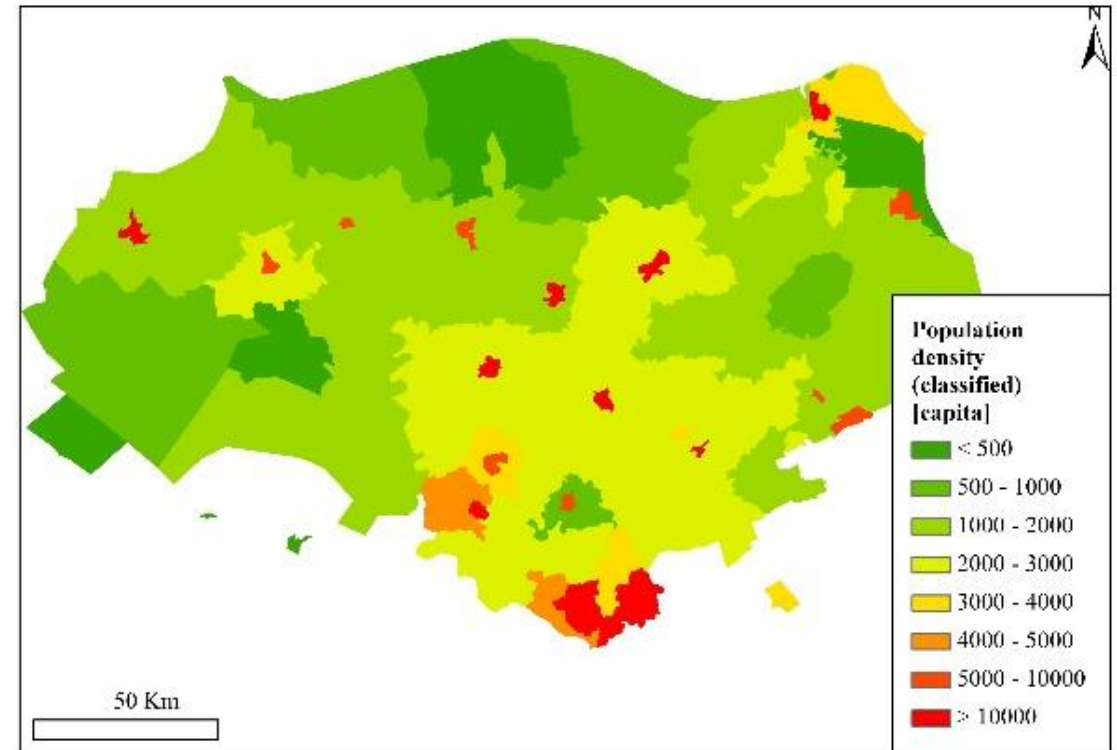 N
Population
density
(classified)
[capita]
< 500
500 - 1000
1000 - 2000
2000 - 3000
3000 - 4000
4000 - 5000
5000 - 10000
> 10000
50 Km